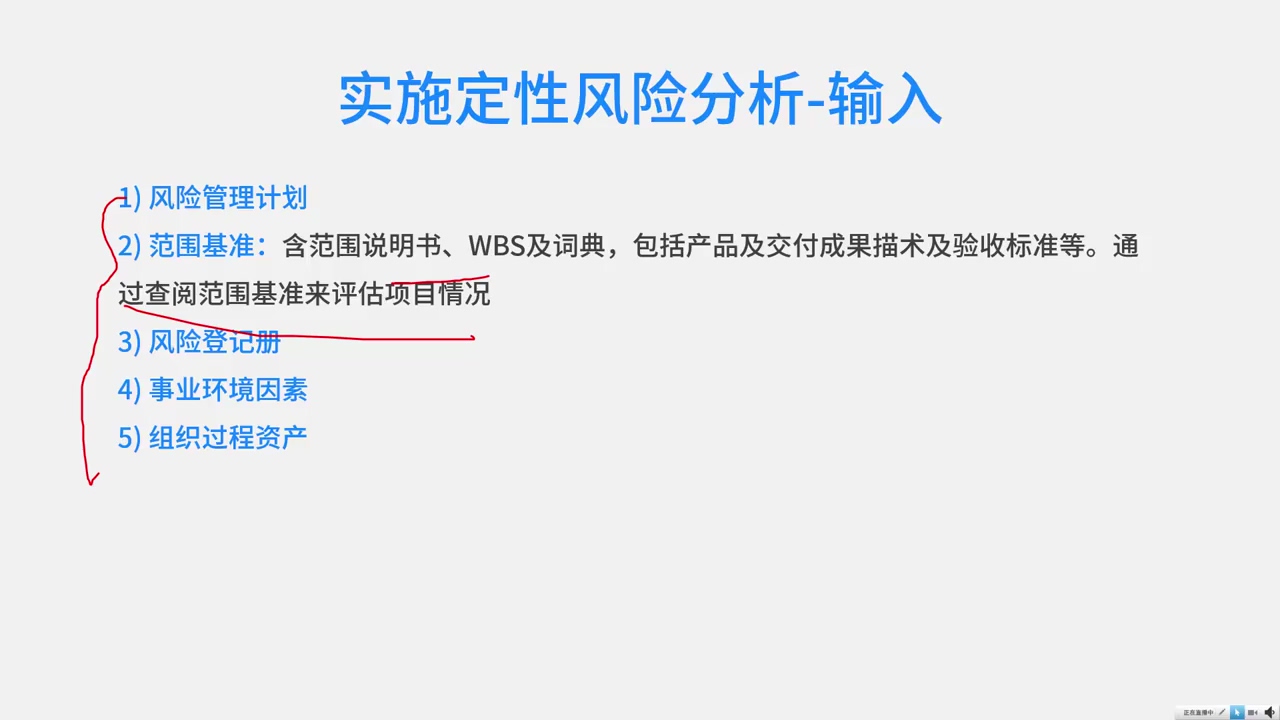 实施定性风险分析-输入
1) 风险管理计划
2) 范围基准：含范围说明书、WBS及词典，包括产品及交付成果描术及验收标准等。通
过查阅范围基准来评估项目情况
3) 风险登记册
4) 事业环境因素
5) 组织过程资产
正在直播中